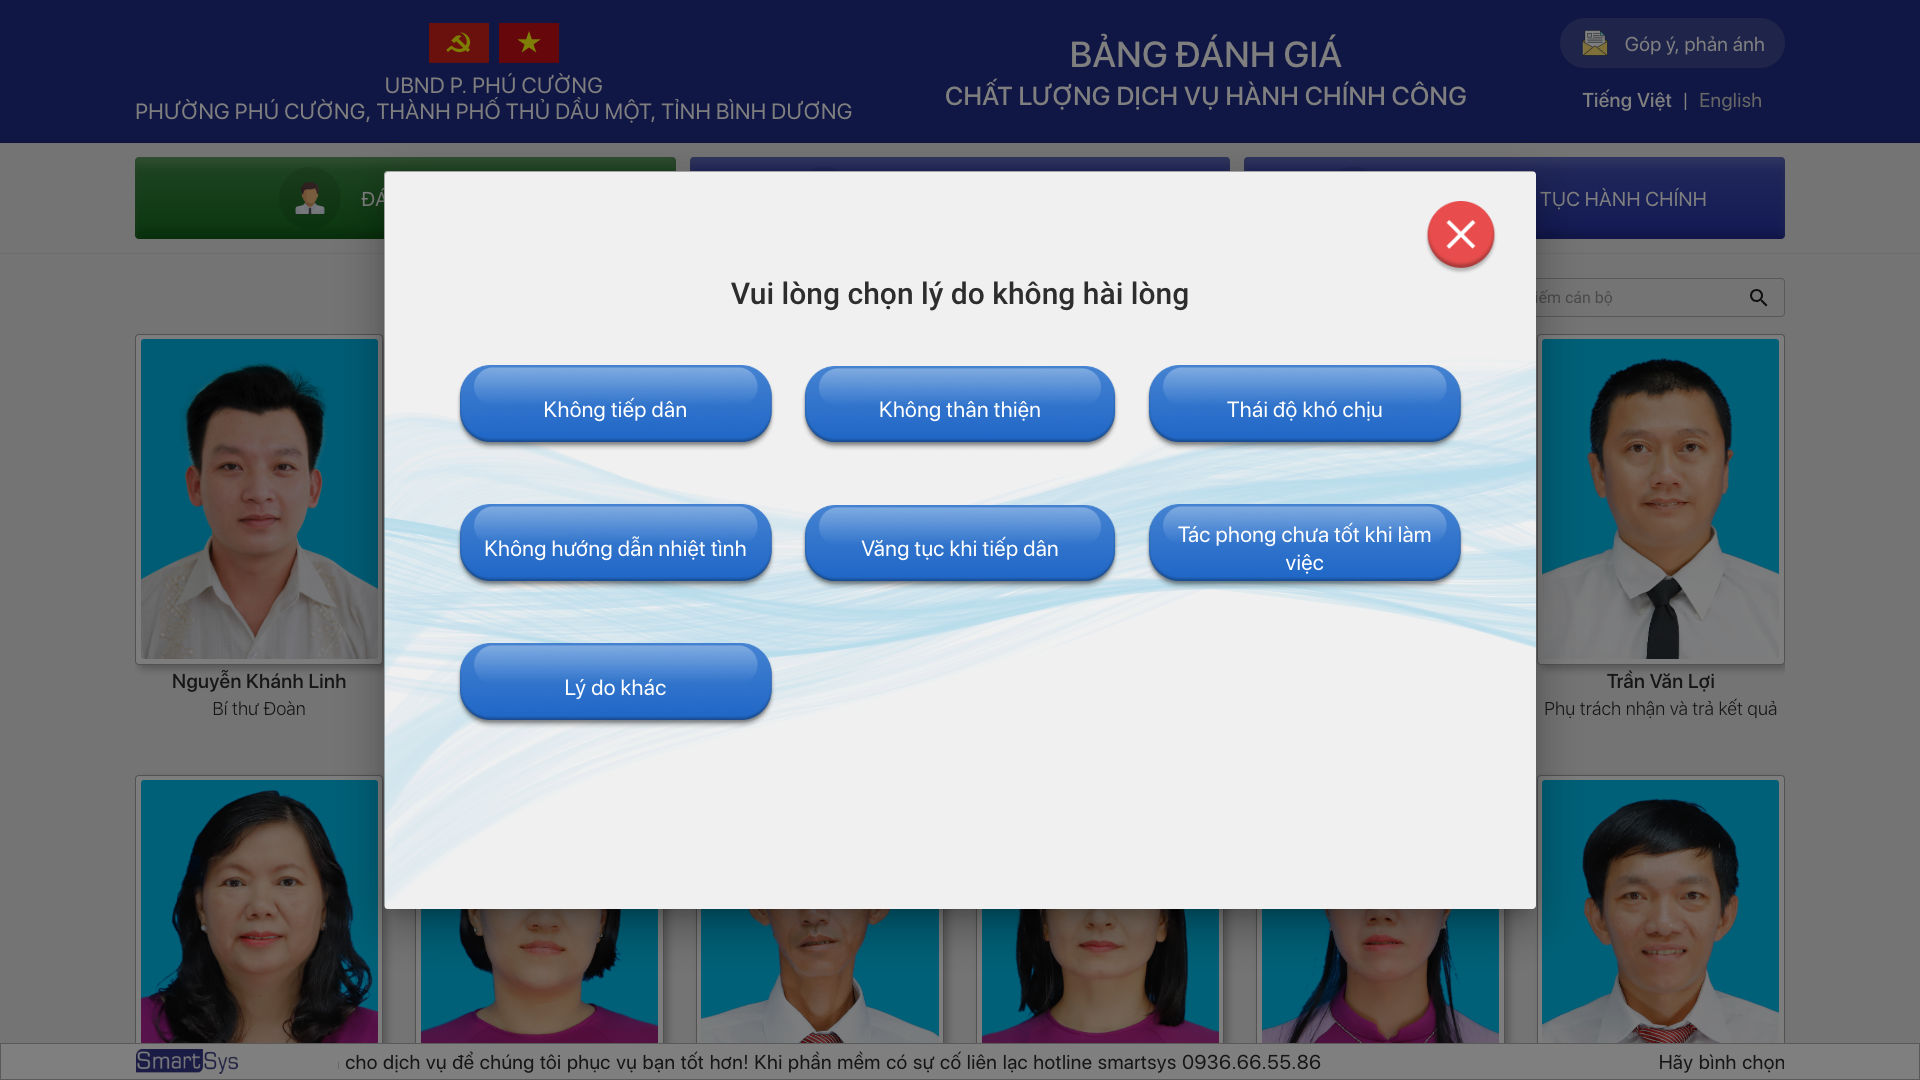 UBND P. PHÚ CƯỜNG
PHƯỜNG PHÚ CƯỜNG, THÀNH PHỐ THỦ DẦU MỘT, TỈNH BÌNH DƯƠNG
BẢNG ĐÁNH GIÁ
CHẤT LƯỢNG DỊCH VỤ HÀNH CHÍNH CÔNG
Góp ý, phản ánh
Tiếng Việt | English
TỤC HÀNH CHÍNH
cán bộ
Vui lòng chọn lý do không hài lòng
Không tiếp dân
Không thân thiện
Thái độ khó chịu
Không hướng dẫn nhiệt tình
Văng tục khi tiếp dân
Tác phong chưa tốt khi làm
việc
Lý do khác
Nguyễn Khánh Linh
Bí thư Đoàn
Trần Văn Lợi
Phụ trách nhận và trả kết quả
SmartSys
cho dịch vụ để chúng tôi phục vụ bạn tốt hơn! Khi phần mềm có sự cố liên lạc hotline smartsys 0936.66.55.86
Hãy bình chọn